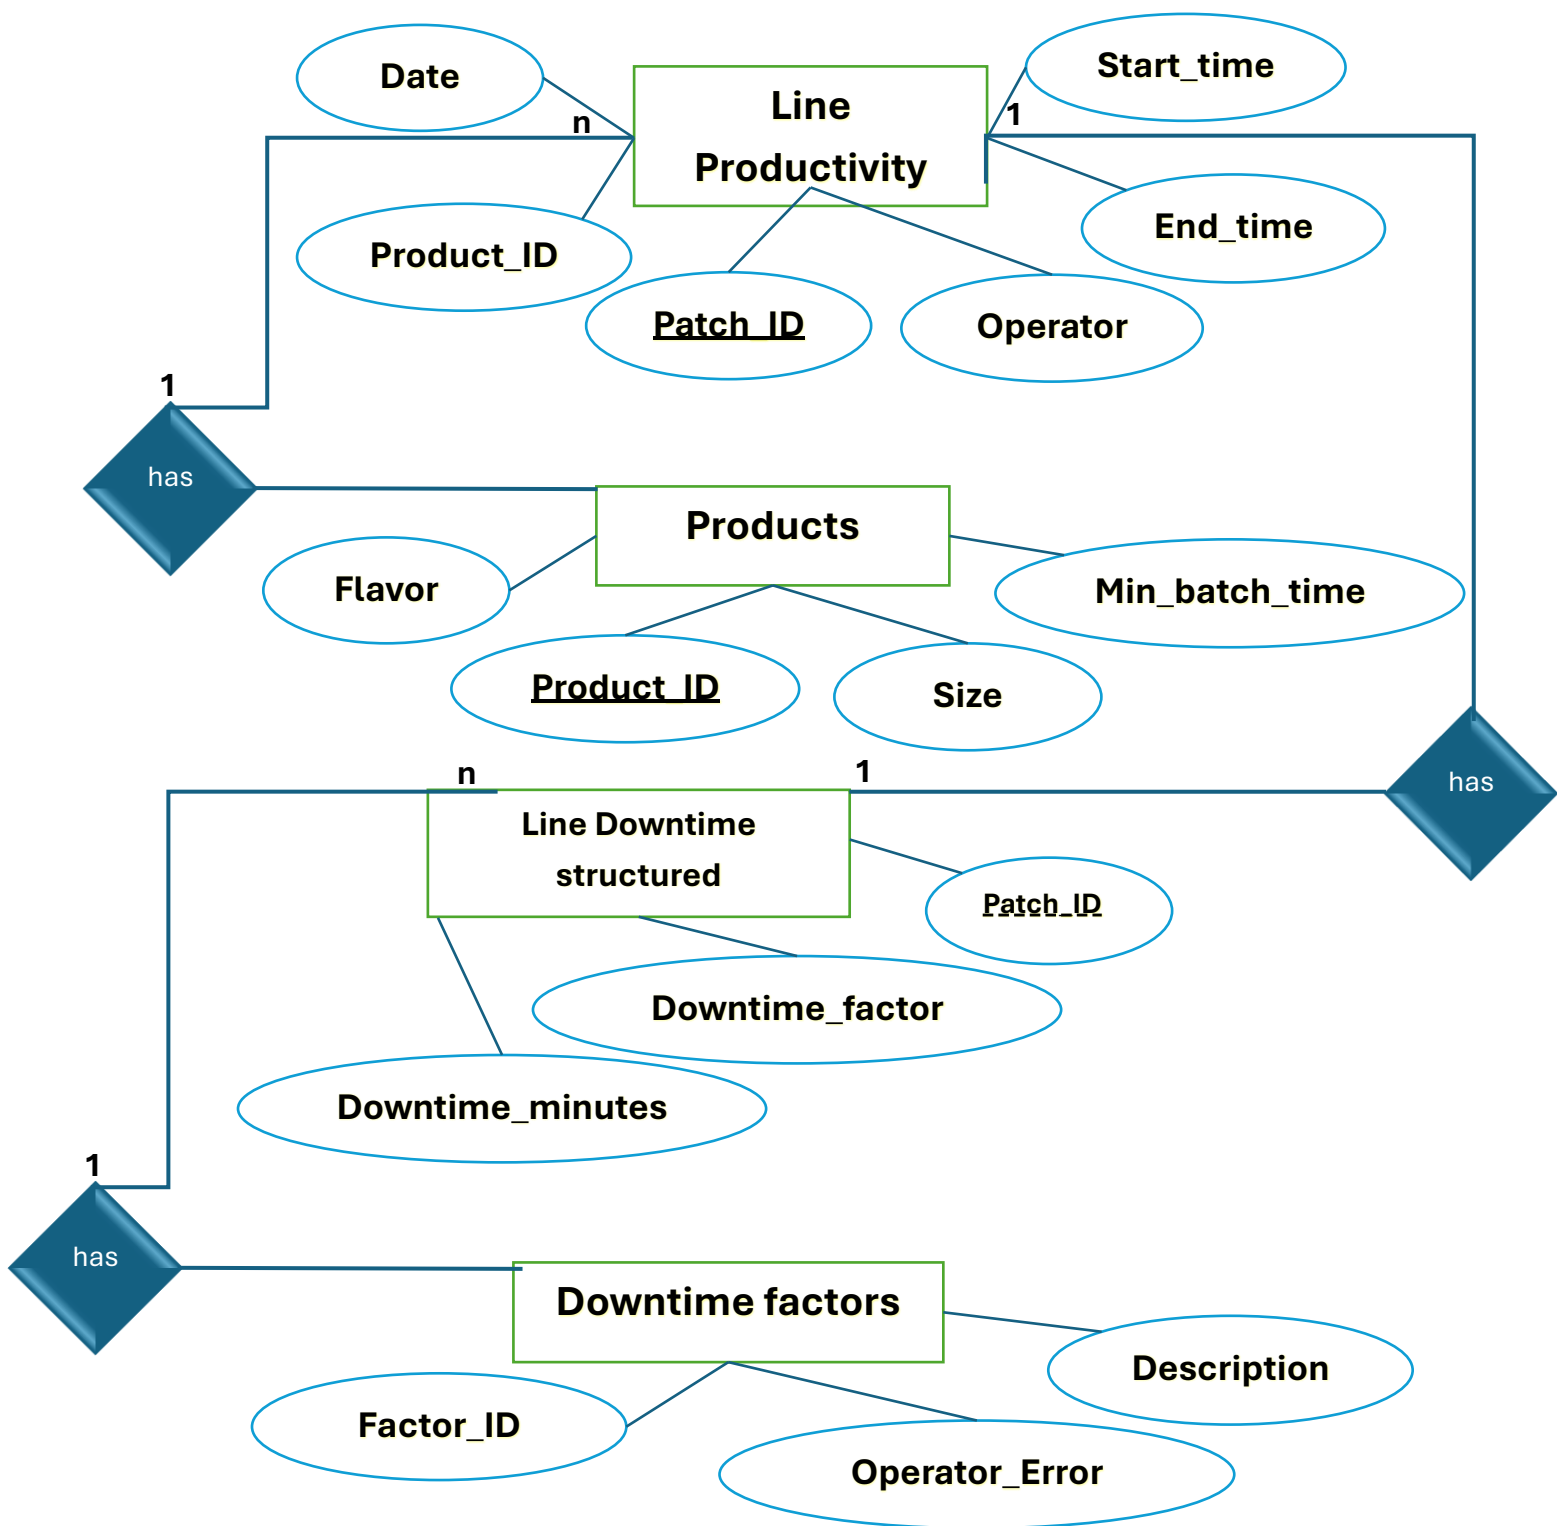 Date
Line
Productivity
Start_time
n
1
Product_ID
End_time
Patch_ID
Operator
1
has
Products
Flavor
Min_batch_time
Product_ID
Size
n
1
has
Line Downtime
structured
Patch_ID
Downtime_factor
Downtime_minutes
1
has
Downtime factors
Description
Factor_ID
Operator_Error